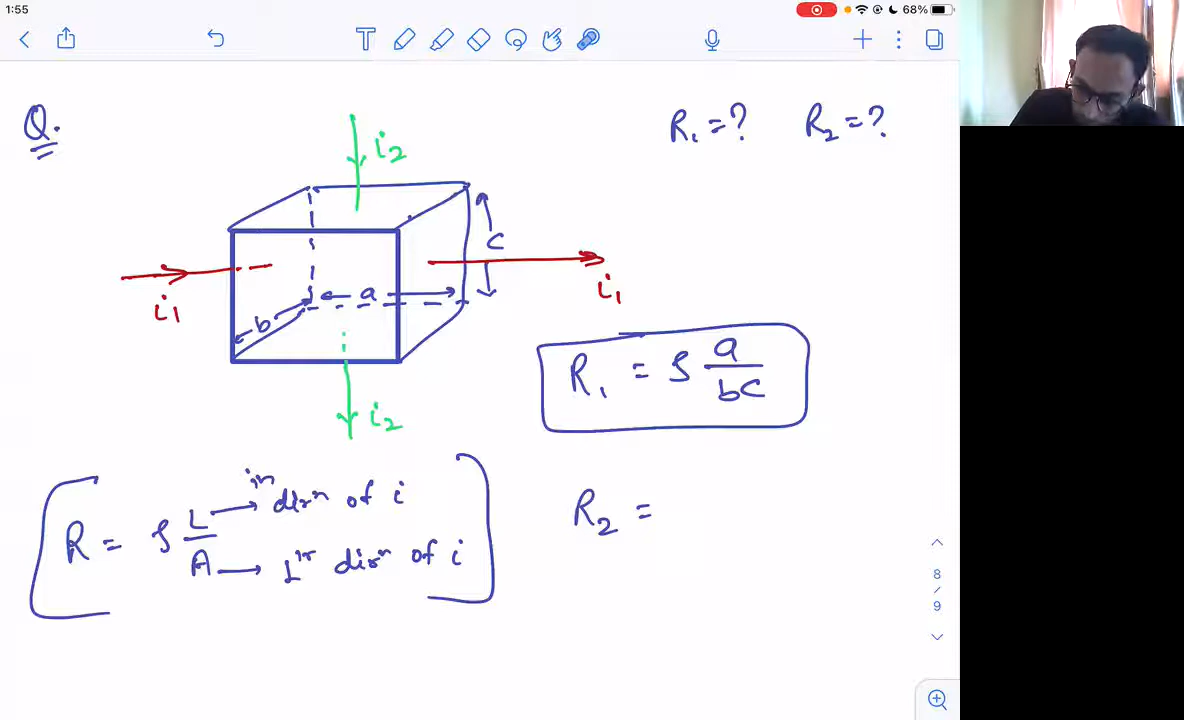 1:55
68%
Q.
R₁ = ? R₂ = ?
i₂
c
i₁
a
i₁
b
R₁ = ρ a/bc
i₂
R = ρ L/A
L → in dirⁿ of i
A → ⊥ⁱⁿ dirⁿ of i
R₂ =
8
/
9